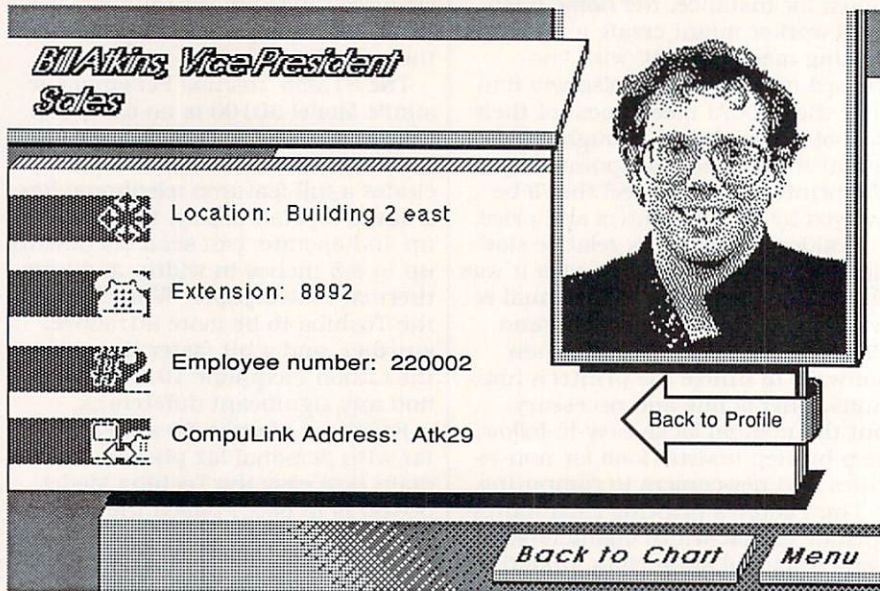 Bill Atkins, Vice President
Sales
Location: Building 2 east
Extension: 8892
Employee number: 220002
CompuLink Address: Atk29
Back to Profile
Back to Chart
Menu